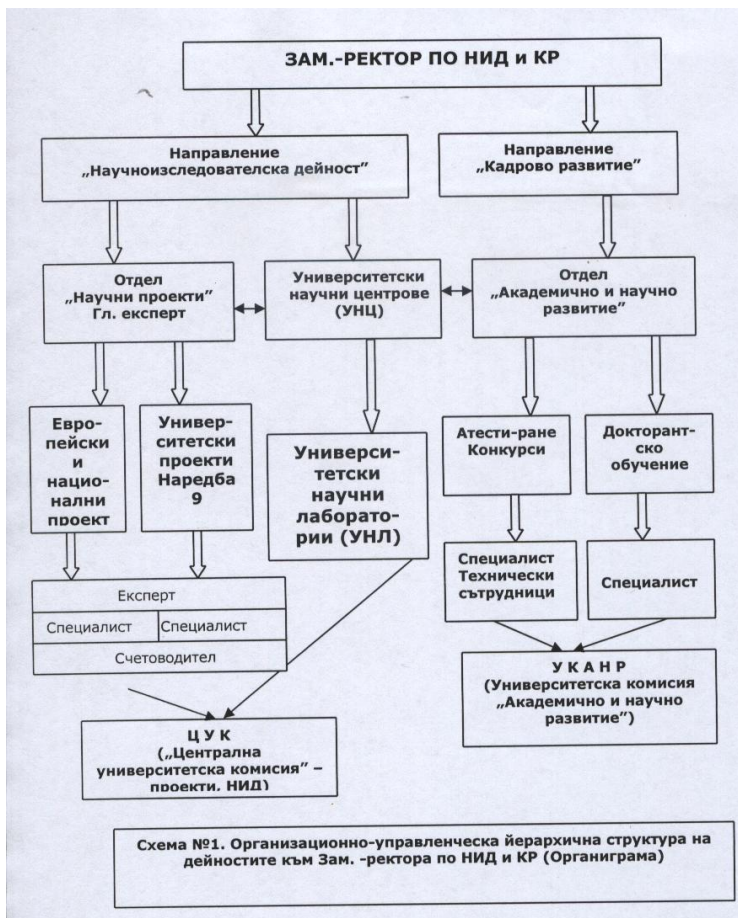 ЗАМ.-РЕКТОР ПО НИД и КР
Направление
„Научноизследователска дейност”
Направление
„Кадрово развитие”
Отдел
„Научни проекти”
Гл. експерт
Университетски
научни центрове
(УНЦ)
Отдел
„Академично и научно
развитие”
Евро-
пейски
и
нацио-
нални
проект
Универ-
ситетски
проекти
Наредба
9
Университетски
Универси-
тетски
научни
лаборато-
рии (УНЛ)
Атести-ране
Конкурси
Докторант-
ско
обучение
Експерт
Специалист
Специалист
Счетоводител
Специалист
Технически
сътрудници
Специалист
У К А Н Р
(Университетска комисия
„Академично и научно
развитие”)
Ц У К
(„Централна
университетска комисия” –
проекти, НИД)
Схема №1. Организационно-управленческа йерархична структура на
дейностите към Зам. -ректора по НИД и КР (Органиграма)